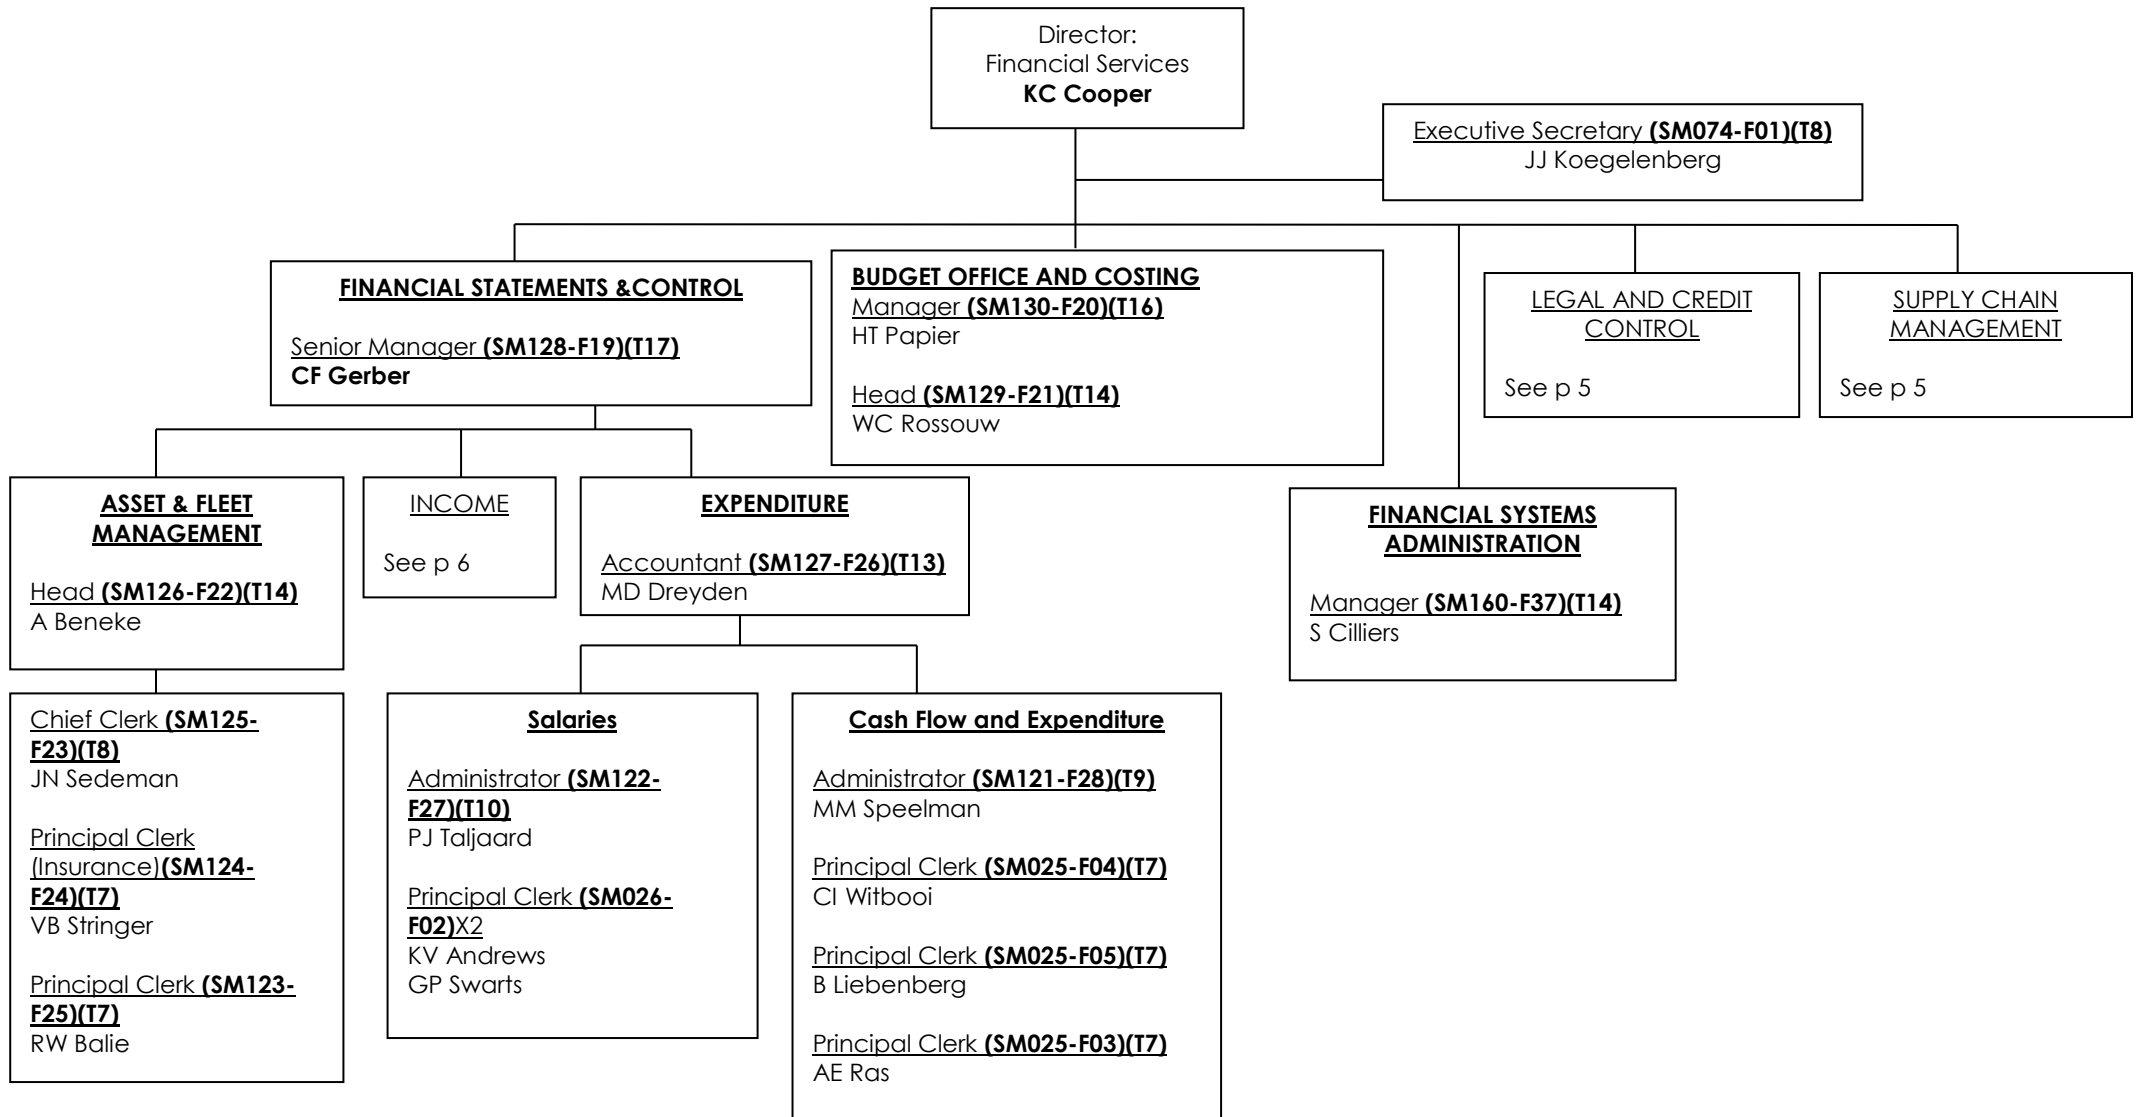 Director:
Financial Services
KC Cooper
Executive Secretary (SM074-F01)(T8)
JJ Koegelenberg
FINANCIAL STATEMENTS &CONTROL
Senior Manager (SM128-F19)(T17)
CF Gerber
BUDGET OFFICE AND COSTING
Manager (SM130-F20)(T16)
HT Papier
Head (SM129-F21)(T14)
WC Rossouw
LEGAL AND CREDIT
CONTROL
See p 5
SUPPLY CHAIN
MANAGEMENT
See p 5
ASSET & FLEET
MANAGEMENT
Head (SM126-F22)(T14)
A Beneke
INCOME
See p 6
EXPENDITURE
Accountant (SM127-F26)(T13)
MD Dreyden
FINANCIAL SYSTEMS
ADMINISTRATION
Manager (SM160-F37)(T14)
S Cilliers
Chief Clerk (SM125-
F23)(T8)
JN Sedeman
Principal Clerk
(Insurance)(SM124-
F24)(T7)
VB Stringer
Principal Clerk (SM123-
F25)(T7)
RW Balie
Salaries
Administrator (SM122-
F27)(T10)
PJ Taljaard
Principal Clerk (SM026-
F02)X2
KV Andrews
GP Swarts
Cash Flow and Expenditure
Administrator (SM121-F28)(T9)
MM Speelman
Principal Clerk (SM025-F04)(T7)
CI Witbooi
Principal Clerk (SM025-F05)(T7)
B Liebenberg
Principal Clerk (SM025-F03)(T7)
AE Ras